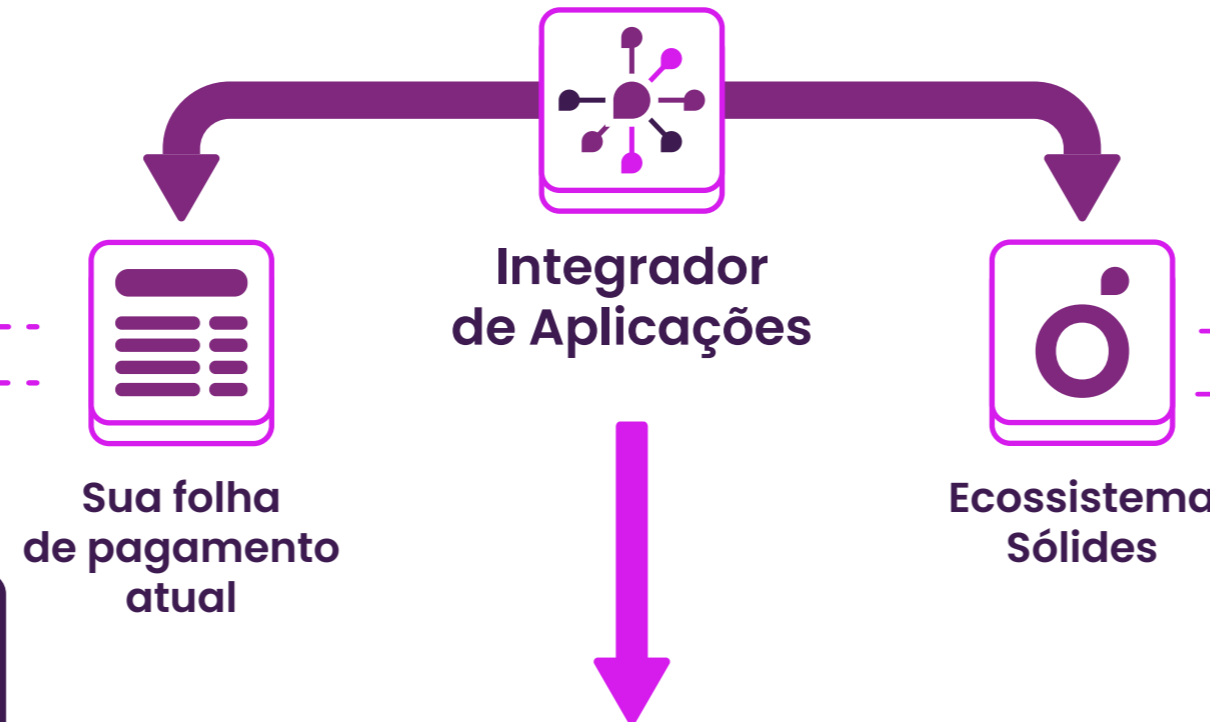 Integrador
de Aplicações
Sua folha
de pagamento
atual
Ecossistema
Sólides